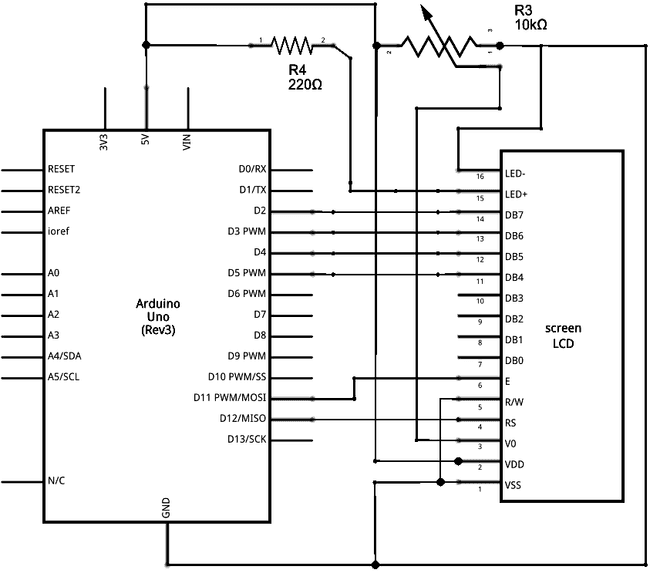 R3
10kΩ
3
1 2 2 1
R4
220Ω
3V3 5V VIN
RESET D0/RX
RESET2 D1/TX
AREF D2
ioref D3 PWM
D4
A0 D5 PWM
A1 D6 PWM
A2 D7
A3 D8
A4/SDA D9 PWM
A5/SCL D10 PWM/SS
D11 PWM/MOSI
D12/MISO
D13/SCK
N/C
GND
Arduino
Uno
(Rev3)
16 LED-
15 LED+
14 DB7
13 DB6
12 DB5
11 DB4
10 DB3
9 DB2
8 DB1
7 DB0
6 E
5 R/W
4 RS
3 V0
2 VDD
1 VSS
screen
LCD